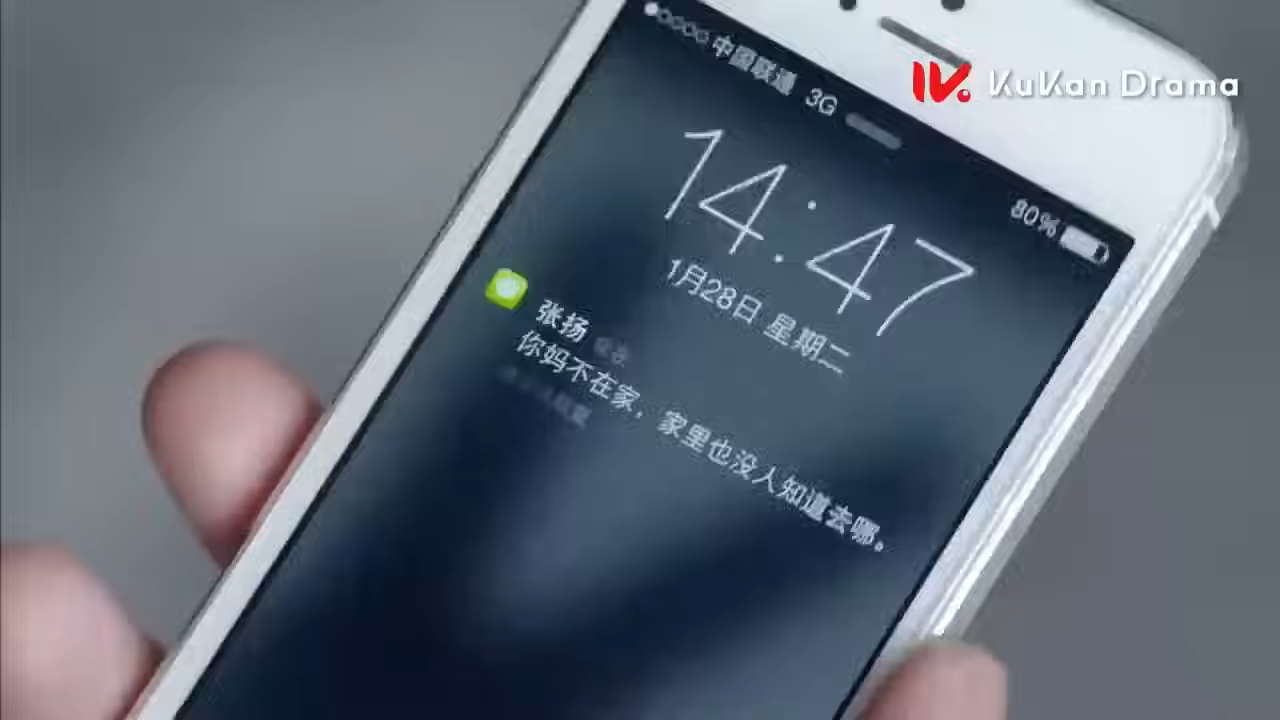 中国联通 3G
KuKan Drama
80%
14:47
1月28日 星期二
张扬
你妈不在家，家里也没人知道去哪。